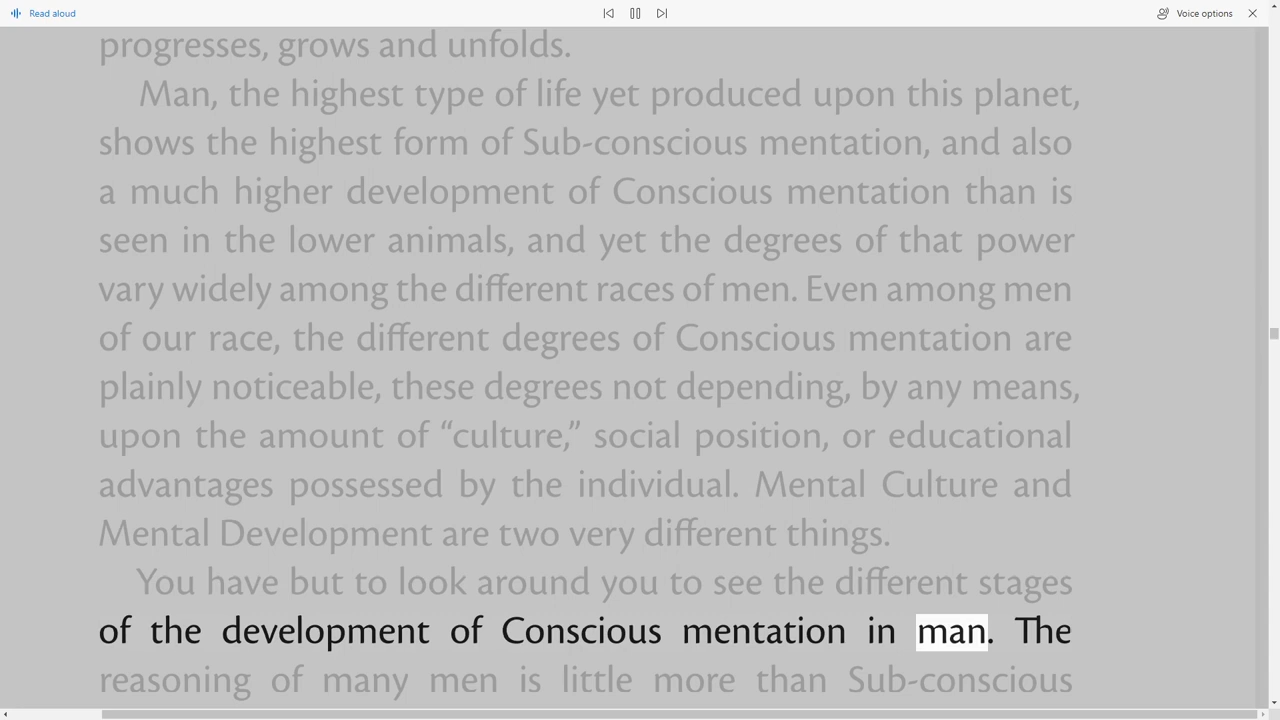 Read aloud
Voice options
progresses, grows and unfolds.
Man, the highest type of life yet produced upon this planet,
shows the highest form of Sub-conscious mentation, and also
a much higher development of Conscious mentation than is
seen in the lower animals, and yet the degrees of that power
vary widely among the different races of men. Even among men
of our race, the different degrees of Conscious mentation are
plainly noticeable, these degrees not depending, by any means,
upon the amount of “culture,” social position, or educational
advantages possessed by the individual. Mental Culture and
Mental Development are two very different things.
You have but to look around you to see the different stages
of the development of Conscious mentation in man. The
reasoning of many men is little more than Sub-conscious